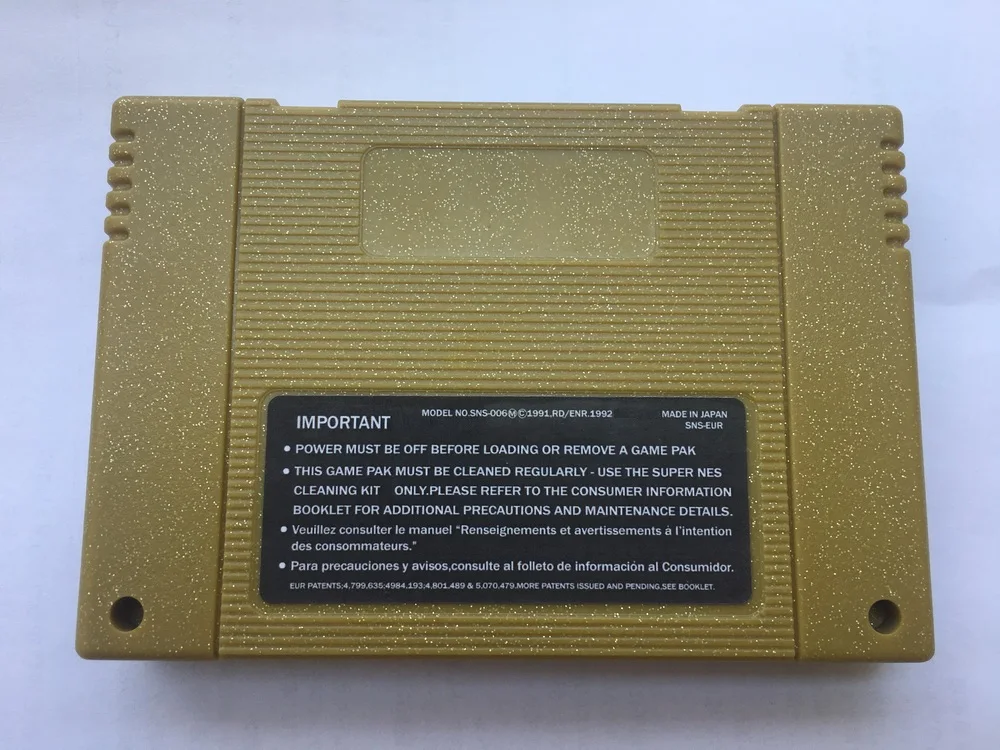 IMPORTANT
MODEL NO.SNS-006Ⓜ©1991,RD/ENR.1992
MADE IN JAPAN
SNS-EUR
• POWER MUST BE OFF BEFORE LOADING OR REMOVE A GAME PAK
• THIS GAME PAK MUST BE CLEANED REGULARLY - USE THE SUPER NES
CLEANING KIT ONLY.PLEASE REFER TO THE CONSUMER INFORMATION
BOOKLET FOR ADDITIONAL PRECAUTIONS AND MAINTENANCE DETAILS.
• Veuillez consulter le manuel "Renseignements et avertissements à l'intention
des consommateurs."
• Para precauciones y avisos,consulte al folleto de información al Consumidor.
EUR PATENTS;4,799,635;4984.193;4,801,489 & 5,070,479.MORE PATENTS ISSUED AND PENDING,SEE BOOKLET.